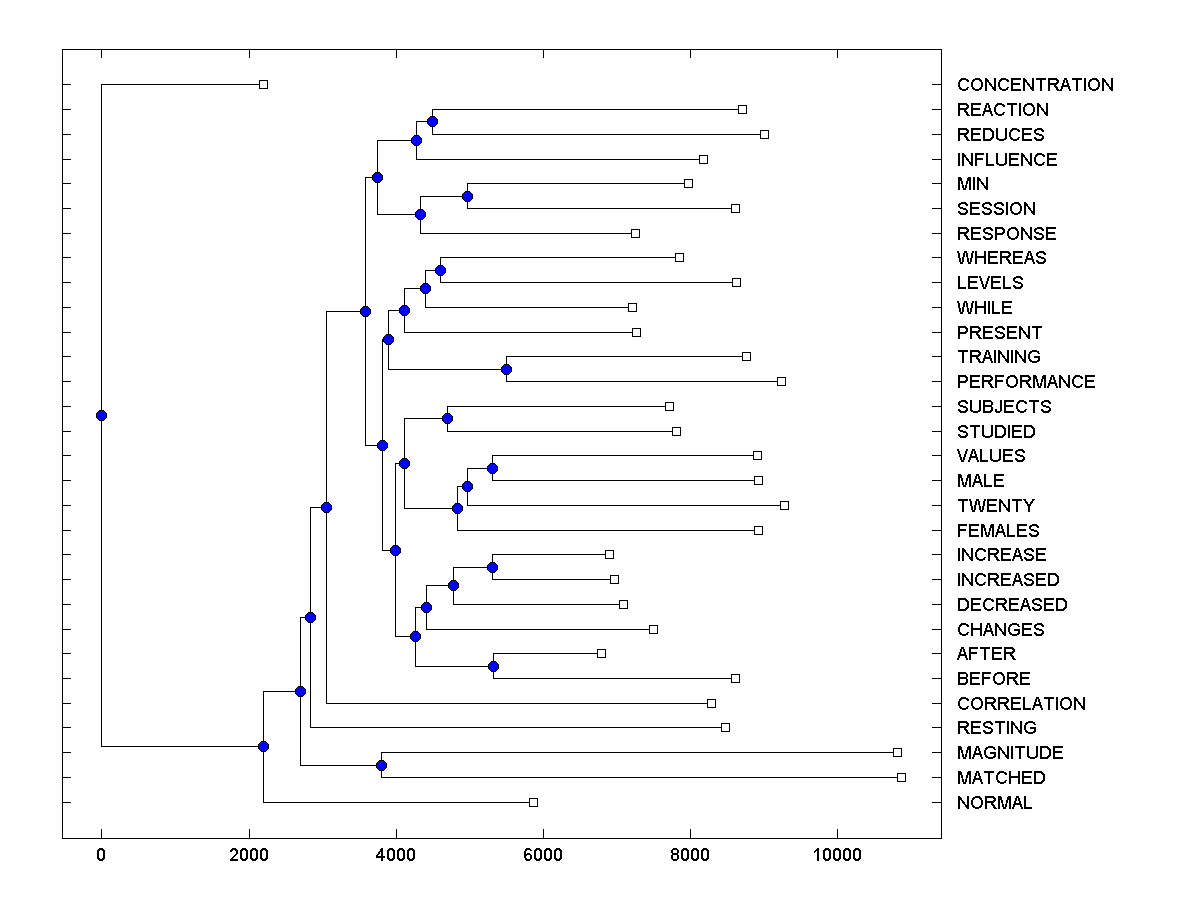 CONCENTRATION
REACTION
REDUCES
INFLUENCE
MIN
SESSION
RESPONSE
WHEREAS
LEVELS
WHILE
PRESENT
TRAINING
PERFORMANCE
SUBJECTS
STUDIED
VALUES
MALE
TWENTY
FEMALES
INCREASE
INCREASED
DECREASED
CHANGES
AFTER
BEFORE
CORRELATION
RESTING
MAGNITUDE
MATCHED
NORMAL
0 2000 4000 6000 8000 10000